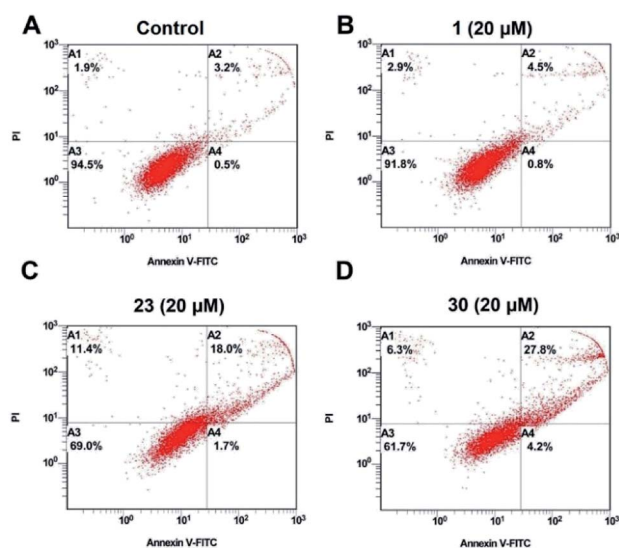 A
Control
A1
1.9%
A2
3.2%
A3
94.5%
A4
0.5%
10³
10²
10¹
10⁰
PI
10⁰ 10¹ 10² 10³
Annexin V-FITC
B
1 (20 µM)
A1
2.9%
A2
4.5%
A3
91.8%
A4
0.8%
10³
10²
10¹
10⁰
PI
10⁰ 10¹ 10² 10³
Annexin V-FITC
C
23 (20 µM)
A1
11.4%
A2
18.0%
A3
69.0%
A4
1.7%
10³
10²
10¹
10⁰
PI
10⁰ 10¹ 10² 10³
Annexin V-FITC
D
30 (20 µM)
A1
6.3%
A2
27.8%
A3
61.7%
A4
4.2%
10³
10²
10¹
10⁰
PI
10⁰ 10¹ 10² 10³
Annexin V-FITC